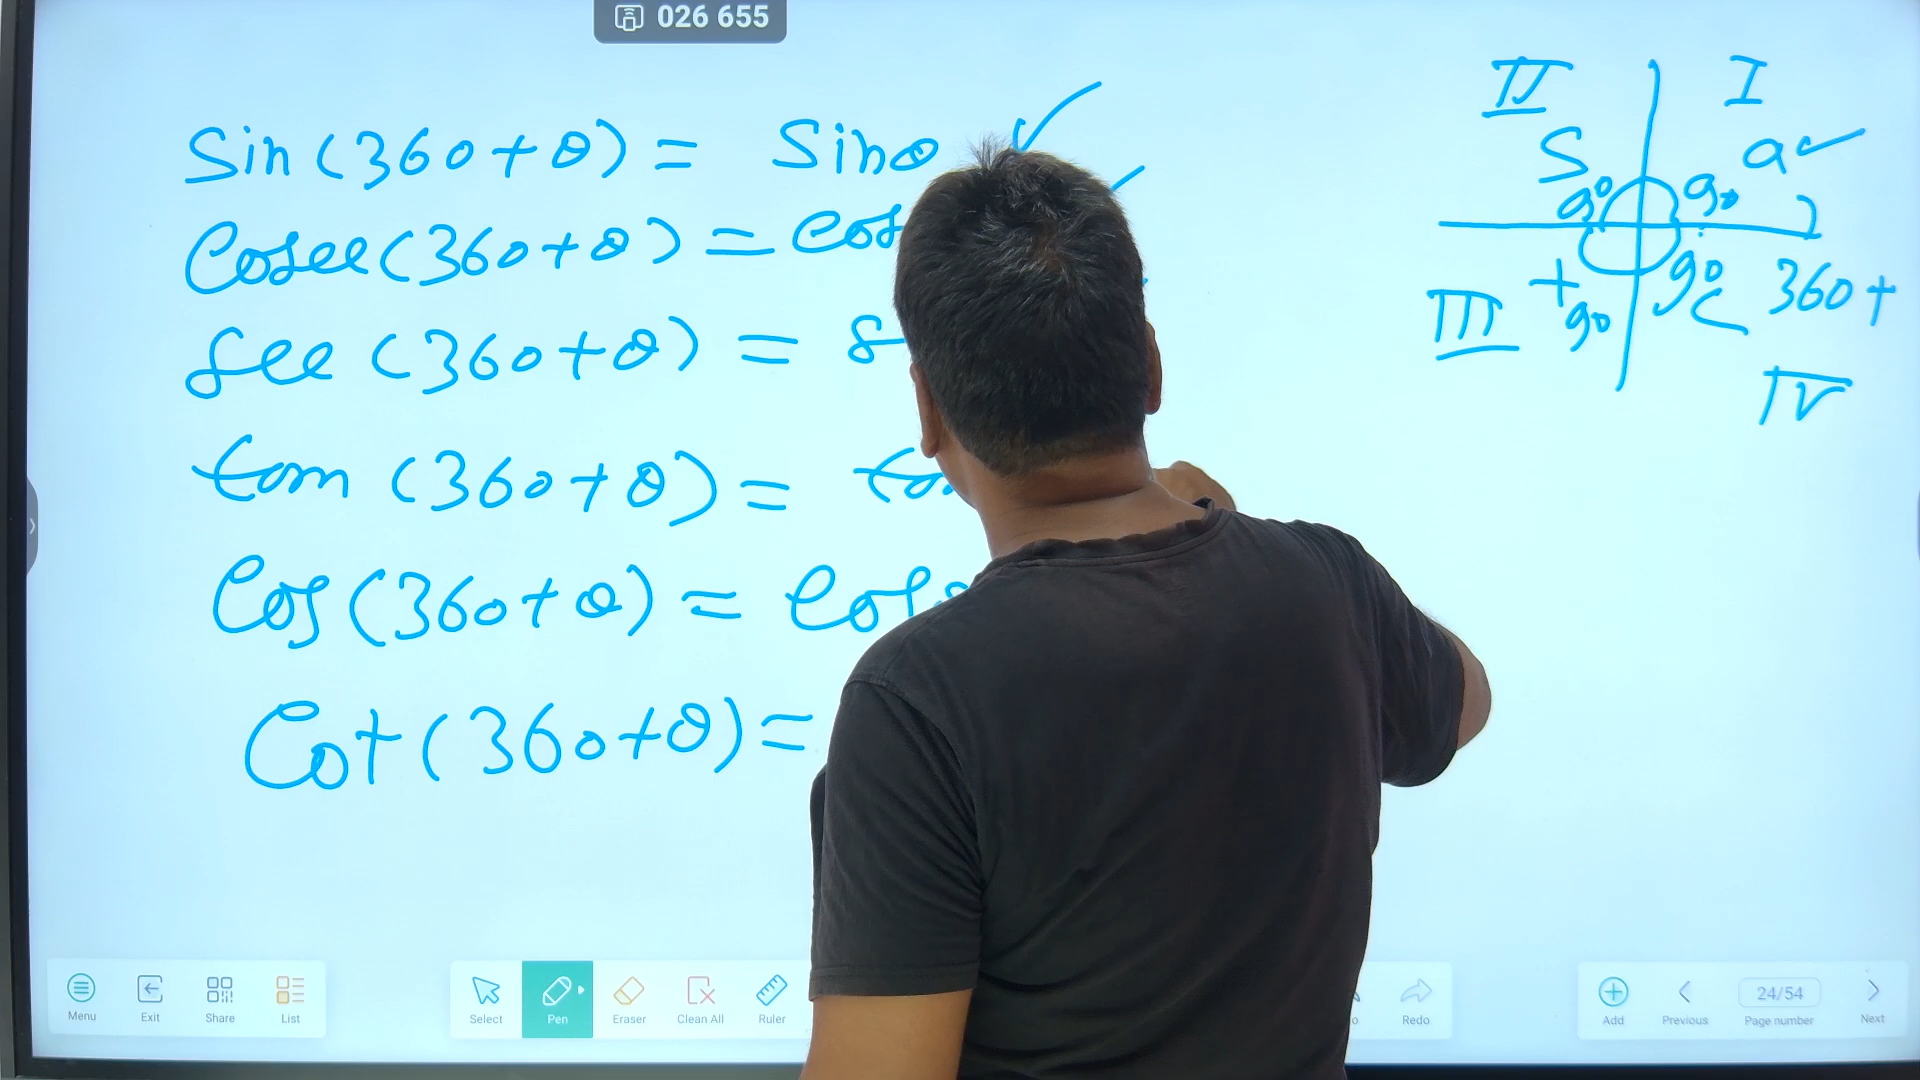 026 655
Sin(360+θ) = Sinθ ✓
Cosec(360+θ) = Cos
Sec (360+θ) = S
tan (360+θ) =
Cos(360+θ) = Cos
Cot(360+θ) =
II I
S a ✓
90 90
+ 90 90 C 360+
III
IV
Menu Exit Share List Select Pen Eraser Clean All Ruler Redo Add Previous Page number Next
24/54